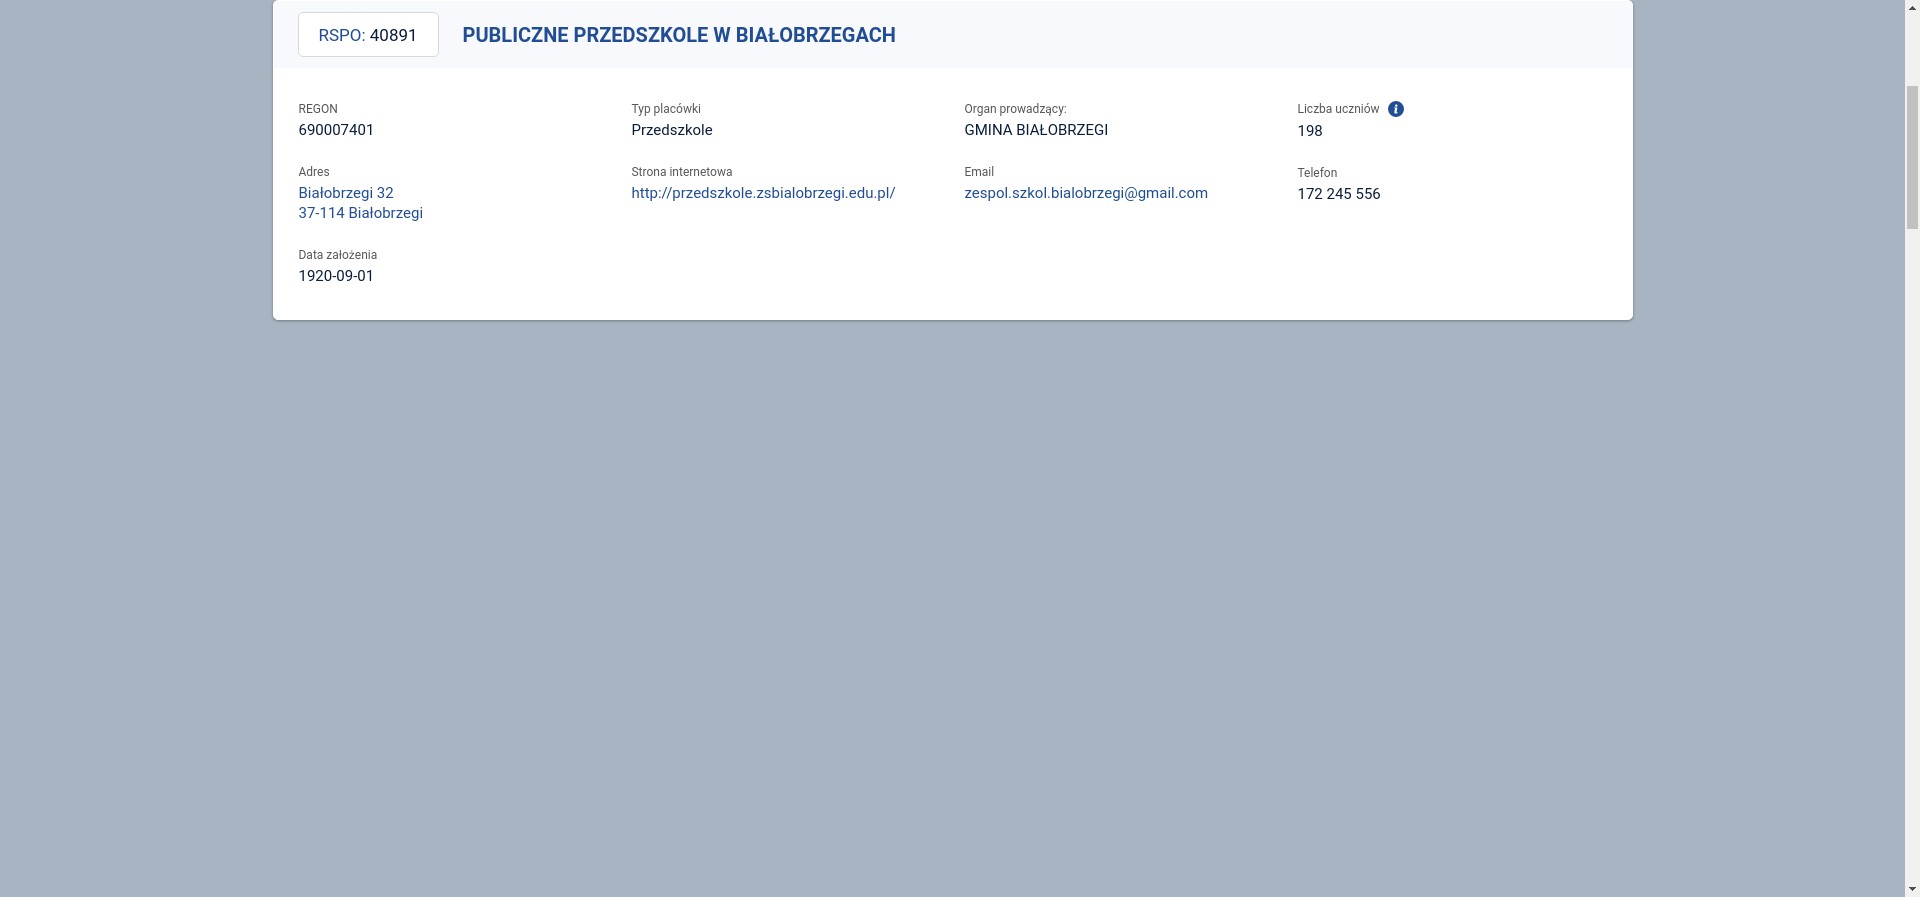 RSPO: 40891
PUBLICZNE PRZEDSZKOLE W BIAŁOBRZEGACH
REGON
690007401
Typ placówki
Przedszkole
Organ prowadzący:
GMINA BIAŁOBRZEGI
Liczba uczniów
198
Adres
Białobrzegi 32
37-114 Białobrzegi
Strona internetowa
http://przedszkole.zsbialobrzegi.edu.pl/
Email
zespol.szkol.bialobrzegi@gmail.com
Telefon
172 245 556
Data założenia
1920-09-01